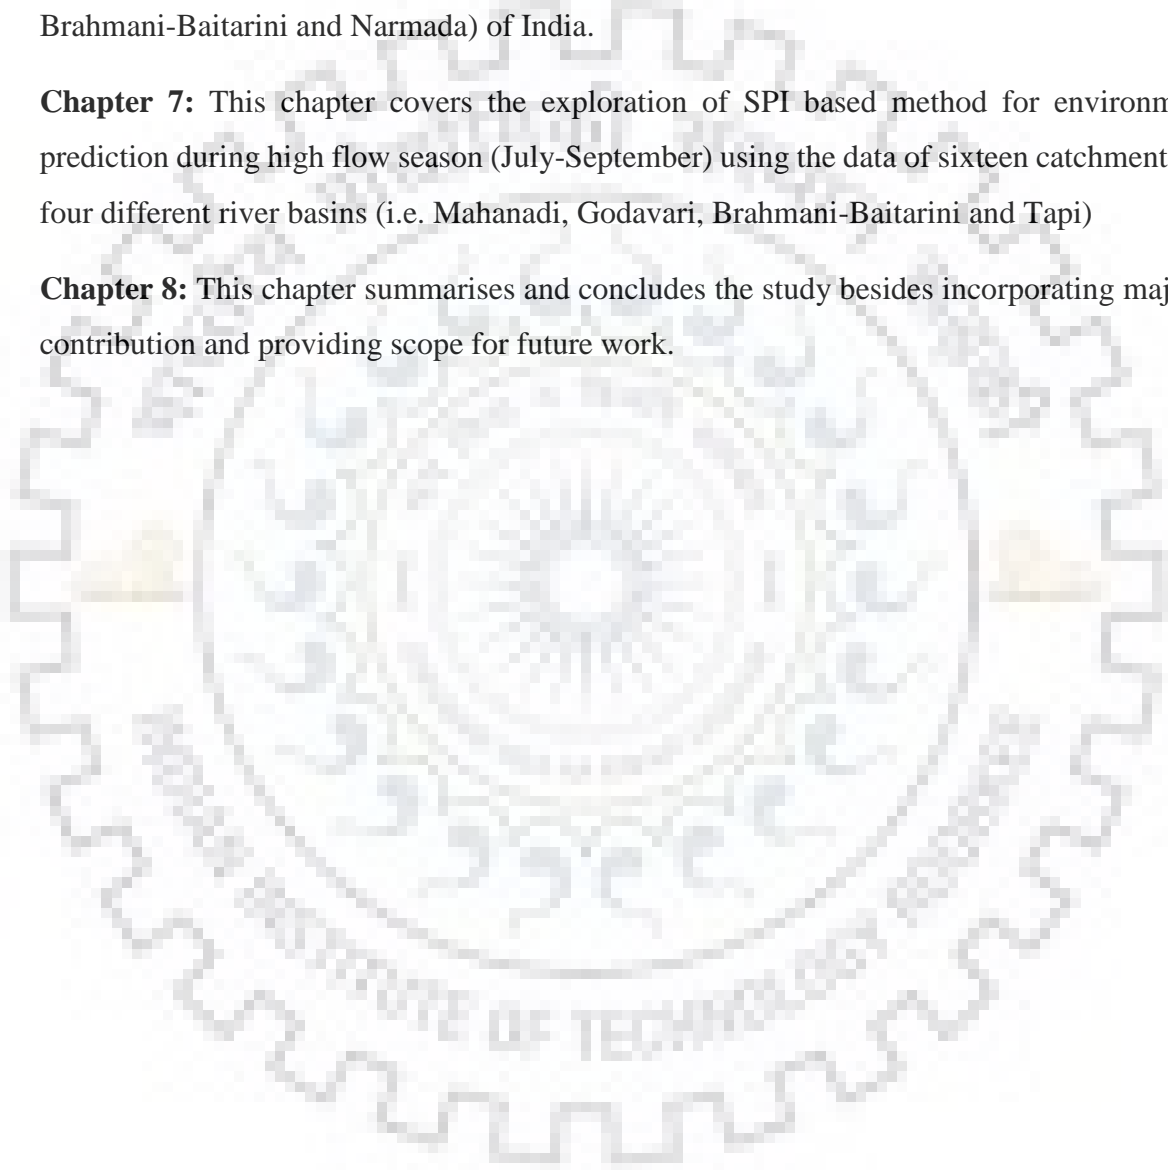 Brahmani-Baitarini and Narmada) of India.
Chapter 7: This chapter covers the exploration of SPI based method for environm
prediction during high flow season (July-September) using the data of sixteen catchment
four different river basins (i.e. Mahanadi, Godavari, Brahmani-Baitarini and Tapi)
Chapter 8: This chapter summarises and concludes the study besides incorporating maj
contribution and providing scope for future work.
OF TECHNOLOGY